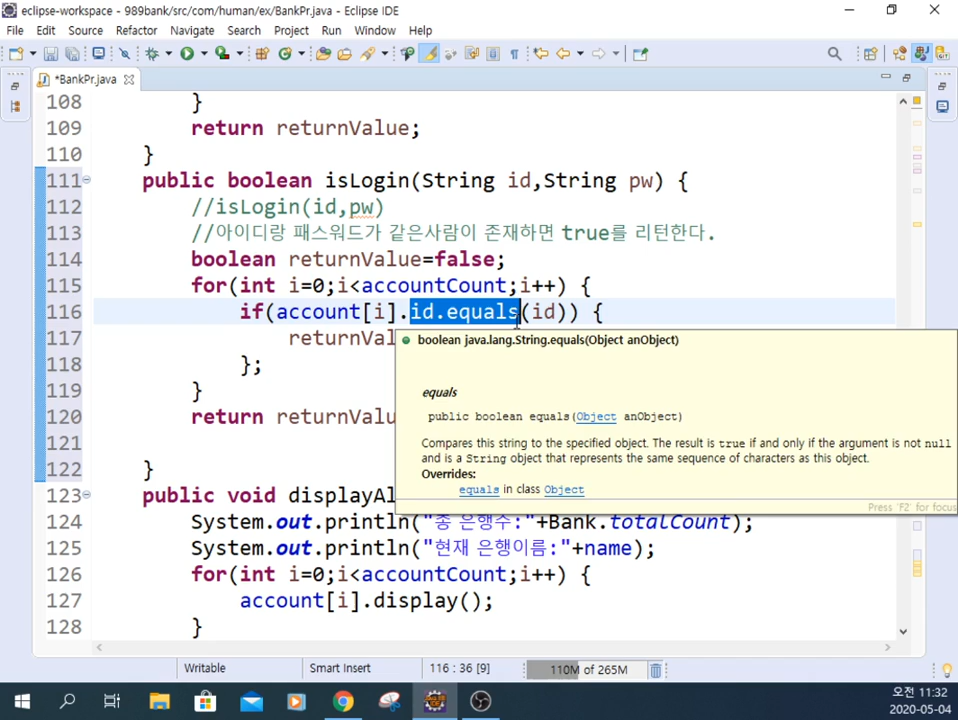 eclipse-workspace - 989bank/src/com/human/ex/BankPr.java - Eclipse IDE
File Edit Source Refactor Navigate Search Project Run Window Help
*BankPr.java
108 }
109 return returnValue;
110 }
111 public boolean isLogin(String id,String pw) {
112 //isLogin(id,pw)
113 //아이디랑 패스워드가 같은사람이 존재하면 true를 리턴한다.
114 boolean returnValue=false;
115 for(int i=0;i<accountCount;i++) {
116 if(account[i].id.equals(id)) {
117 returnVal
118 };
119 }
120 return returnValu
121
122 }
123 public void displayAl
124 System.out.println("총 은행수:"+Bank.totalCount);
125 System.out.println("현재 은행이름:"+name);
126 for(int i=0;i<accountCount;i++) {
127 account[i].display();
128 }
boolean java.lang.String.equals(Object anObject)
equals
public boolean equals(Object anObject)
Compares this string to the specified object. The result is true if and only if the argument is not null
and is a String object that represents the same sequence of characters as this object.
Overrides:
equals in class Object
Press 'F2' for focus
Writable Smart Insert 116 : 36 [9] 110M of 265M
오전 11:32
2020-05-04